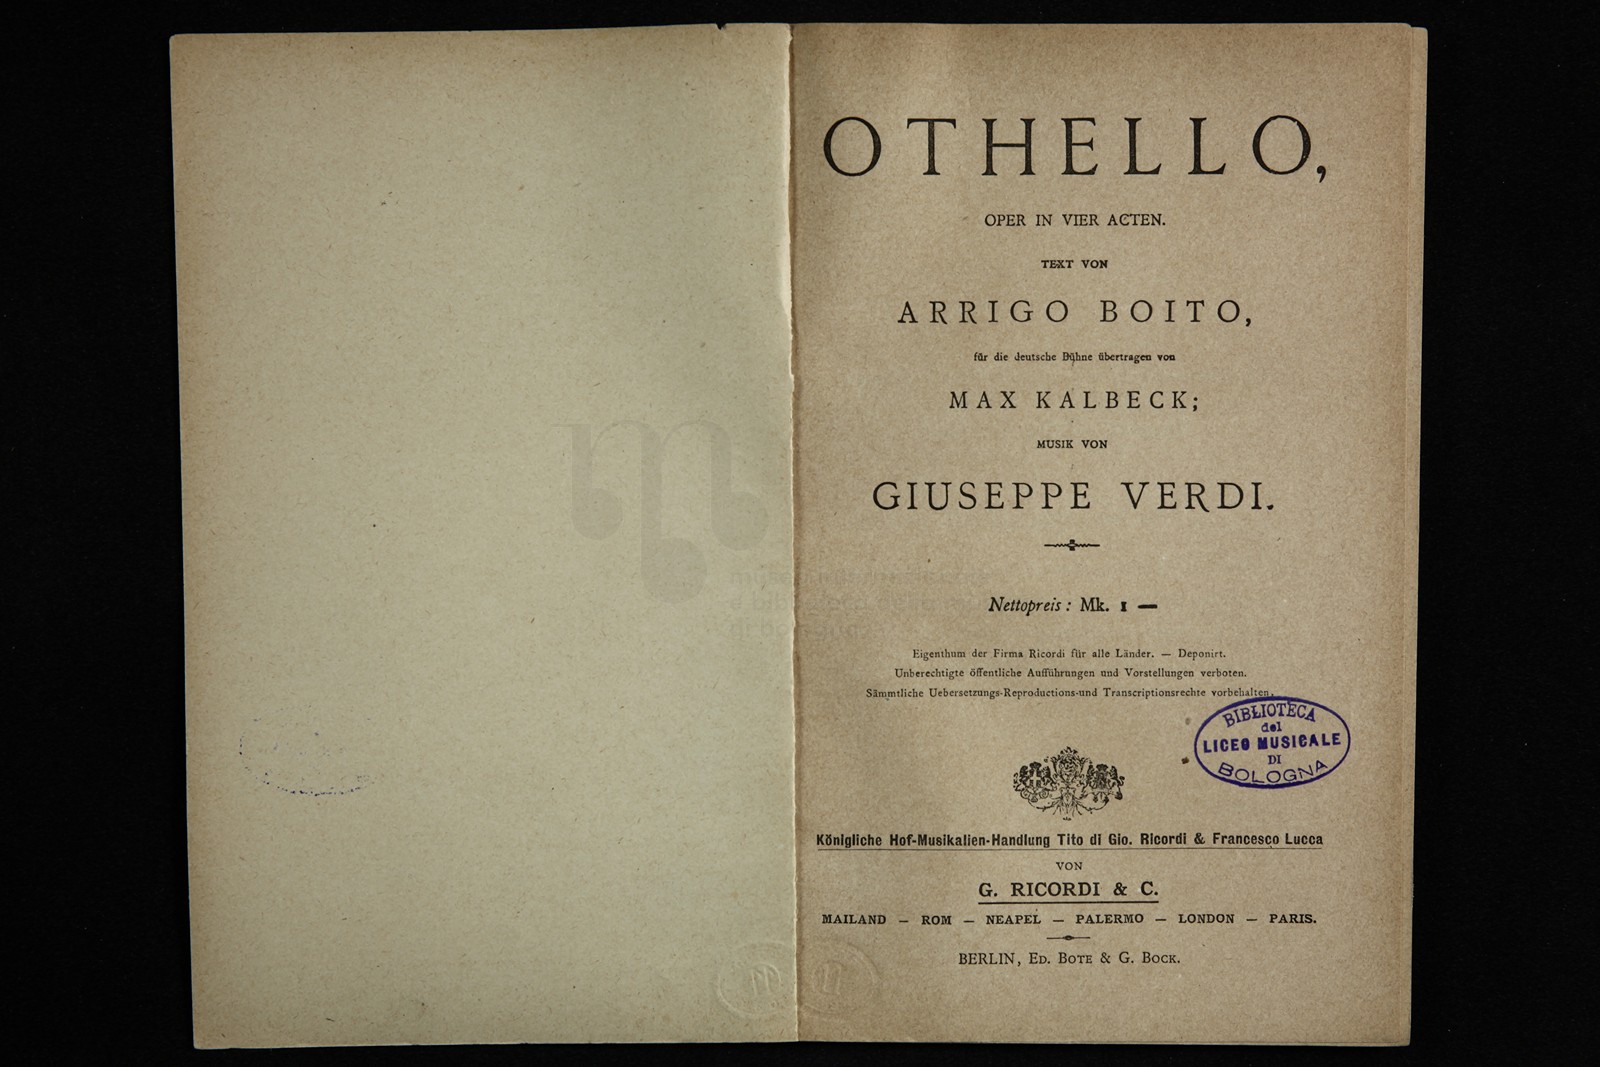 OTHELLO,
OPER IN VIER ACTEN.
TEXT VON
ARRIGO BOITO,
für die deutsche Bühne übertragen von
MAX KALBECK;
MUSIK VON
GIUSEPPE VERDI.
Nettopreis: Mk. 1 —
Eigenthum der Firma Ricordi für alle Länder. — Deponirt.
Unberechtigte öffentliche Aufführungen und Vorstellungen verboten.
Sämmtliche Uebersetzungs-Reproductions-und Transcriptionsrechte vorbehalten.
BIBLIOTECA
del
LICEO MUSICALE
DI
BOLOGNA
Königliche Hof-Musikalien-Handlung Tito di Gio. Ricordi & Francesco Lucca
VON
G. RICORDI & C.
MAILAND — ROM — NEAPEL — PALERMO — LONDON — PARIS.
BERLIN, ED. BOTE & G. BOCK.